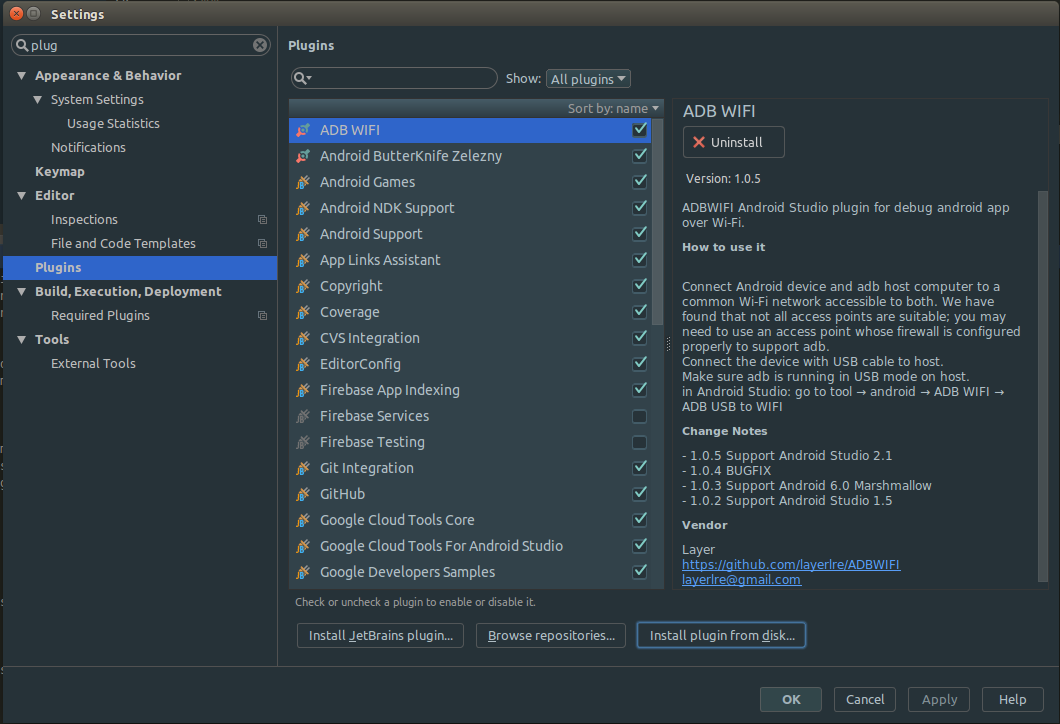 Settings
plug
Appearance & Behavior
System Settings
Usage Statistics
Notifications
Keymap
Editor
Inspections
File and Code Templates
Plugins
Build, Execution, Deployment
Required Plugins
Tools
External Tools
Plugins
Show: All plugins
Sort by: name
ADB WIFI
Android ButterKnife Zelezny
Android Games
Android NDK Support
Android Support
App Links Assistant
Copyright
Coverage
CVS Integration
EditorConfig
Firebase App Indexing
Firebase Services
Firebase Testing
Git Integration
GitHub
Google Cloud Tools Core
Google Cloud Tools For Android Studio
Google Developers Samples
Check or uncheck a plugin to enable or disable it.
Install JetBrains plugin...
Browse repositories...
Install plugin from disk...
ADB WIFI
Uninstall
Version: 1.0.5
ADBWIFI Android Studio plugin for debug android app
over Wi-Fi.
How to use it
Connect Android device and adb host computer to a
common Wi-Fi network accessible to both. We have
found that not all access points are suitable; you may
need to use an access point whose firewall is configured
properly to support adb.
Connect the device with USB cable to host.
Make sure adb is running in USB mode on host.
in Android Studio: go to tool → android → ADB WIFI →
ADB USB to WIFI
Change Notes
- 1.0.5 Support Android Studio 2.1
- 1.0.4 BUGFIX
- 1.0.3 Support Android 6.0 Marshmallow
- 1.0.2 Support Android Studio 1.5
Vendor
Layer
https://github.com/layerlre/ADBWIFI
layerlre@gmail.com
OK
Cancel
Apply
Help